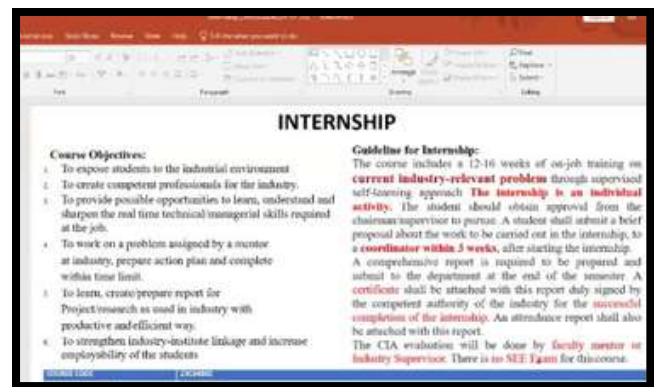 INTERNSHIP
Course Objectives:
1. To expose students to the industrial environment
2. To create competent professionals for the industry.
3. To provide possible opportunities to learn, understand and
sharpen the real time technical/managerial skills required
at the job.
4. To work on a problem assigned by a mentor
at industry, prepare action plan and complete
within time limit.
5. To learn, create/prepare report for
Project/research as used in industry with
productive and efficient way.
6. To strengthen industry-institute linkage and increase
employability of the students
Guideline for Internship:
The course includes a 12-16 weeks of on-job training on
current industry-relevant problem through supervised
self-learning approach The internship is an individual
activity. The student should obtain approval from the
chairman/supervisor to pursue. A student shall submit a brief
proposal about the work to be carried out in the internship, to
a coordinator within 3 weeks, after starting the internship.
A comprehensive report is required to be prepared and
submit to the department at the end of the semester. A
certificate shall be attached with this report duly signed by
the competent authority of the industry for the successful
completion of the internship. An attendance report shall also
be attached with this report.
The CIA evaluation will be done by faculty mentor or
Industry Supervisor. There is no SEE Exam for this course.